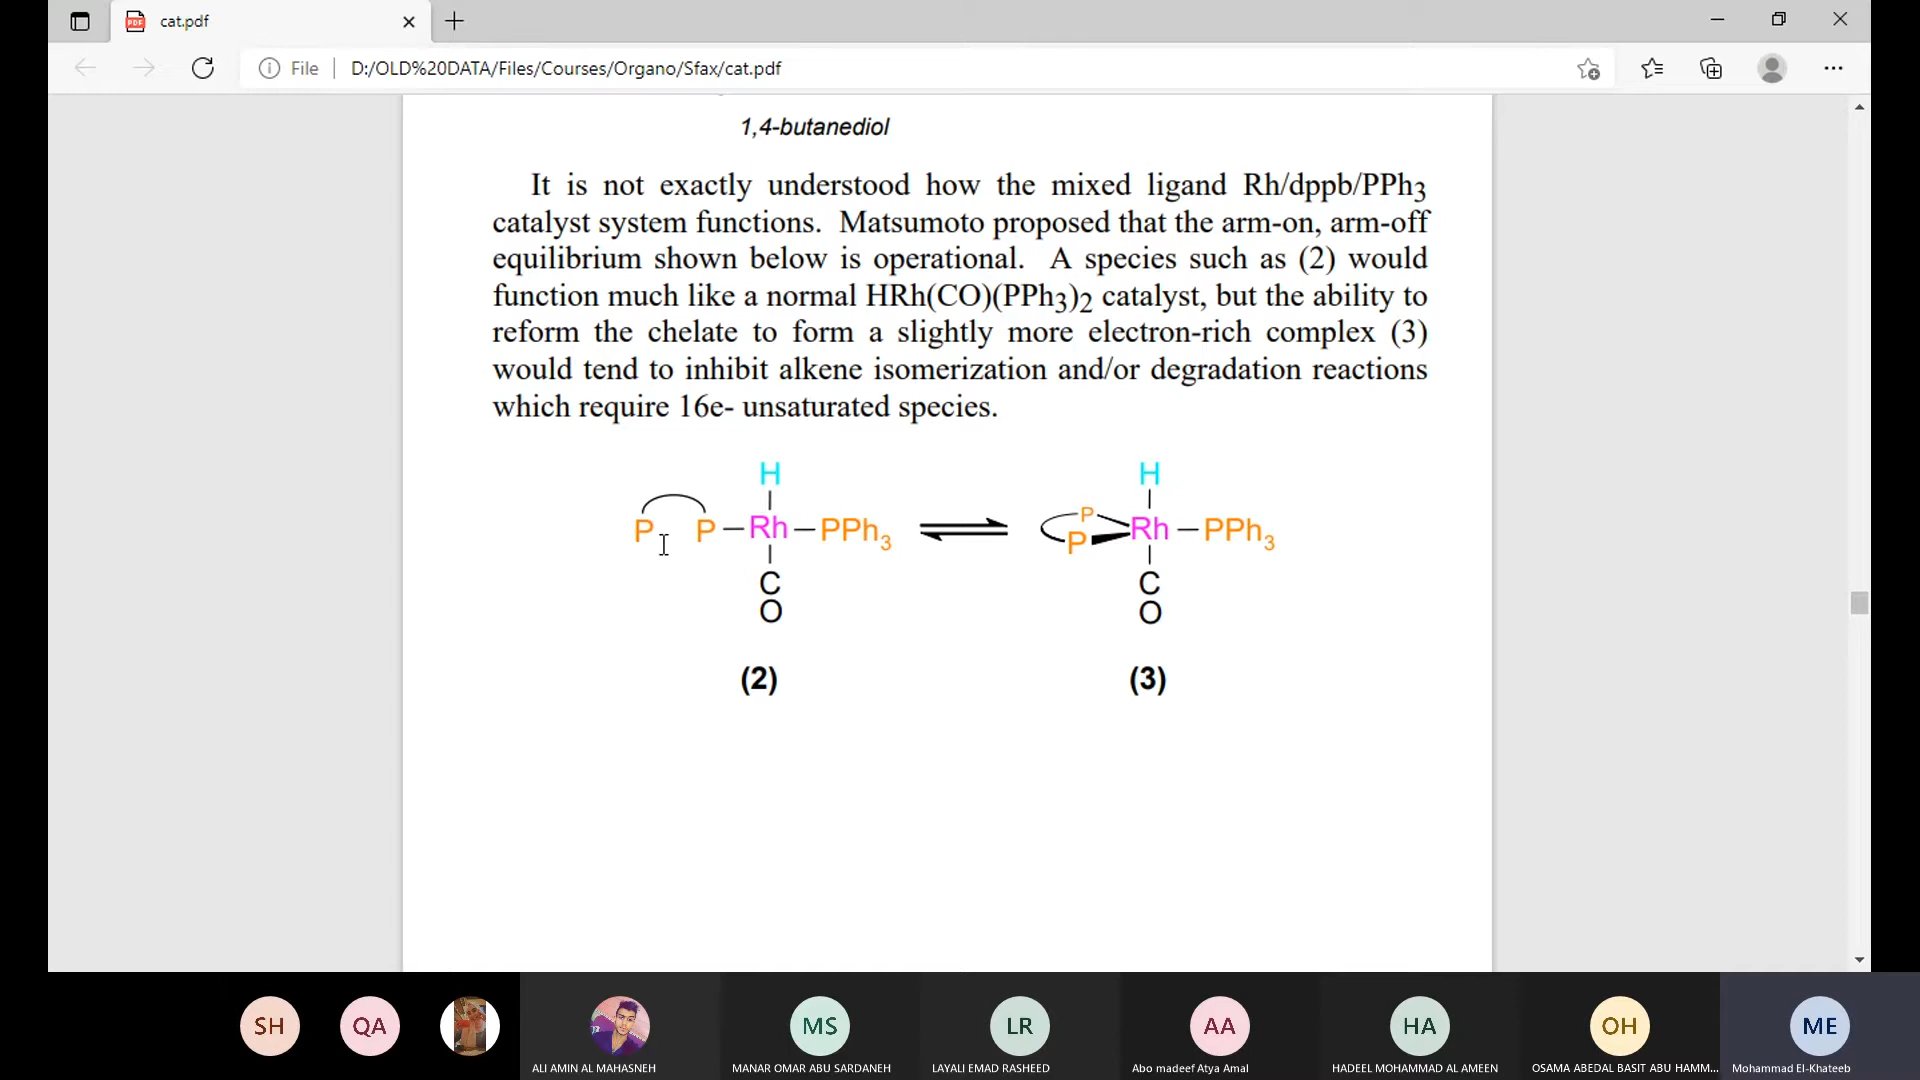 cat.pdf
File
D:/OLD%20DATA/Files/Courses/Organo/Sfax/cat.pdf
1,4-butanediol
It is not exactly understood how the mixed ligand Rh/dppb/PPh3
catalyst system functions. Matsumoto proposed that the arm-on, arm-off
equilibrium shown below is operational. A species such as (2) would
function much like a normal HRh(CO)(PPh3)2 catalyst, but the ability to
reform the chelate to form a slightly more electron-rich complex (3)
would tend to inhibit alkene isomerization and/or degradation reactions
which require 16e- unsaturated species.
H
P P – Rh – PPh3
C
O
(2)
H
P
P Rh – PPh3
C
O
(3)
SH QA MS LR AA HA OH ME
ALI AMIN AL MAHASNEH
MANAR OMAR ABU SARDANEH
LAYALI EMAD RASHEED
Abo madeef Atya Amal
HADEEL MOHAMMAD AL AMEEN
OSAMA ABEDAL BASIT ABU HAMM...
Mohammad El-Khateeb